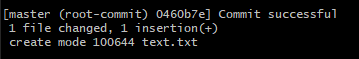 [master (root-commit) 0460b7e] Commit successful
1 file changed, 1 insertion(+)
create mode 100644 text.txt